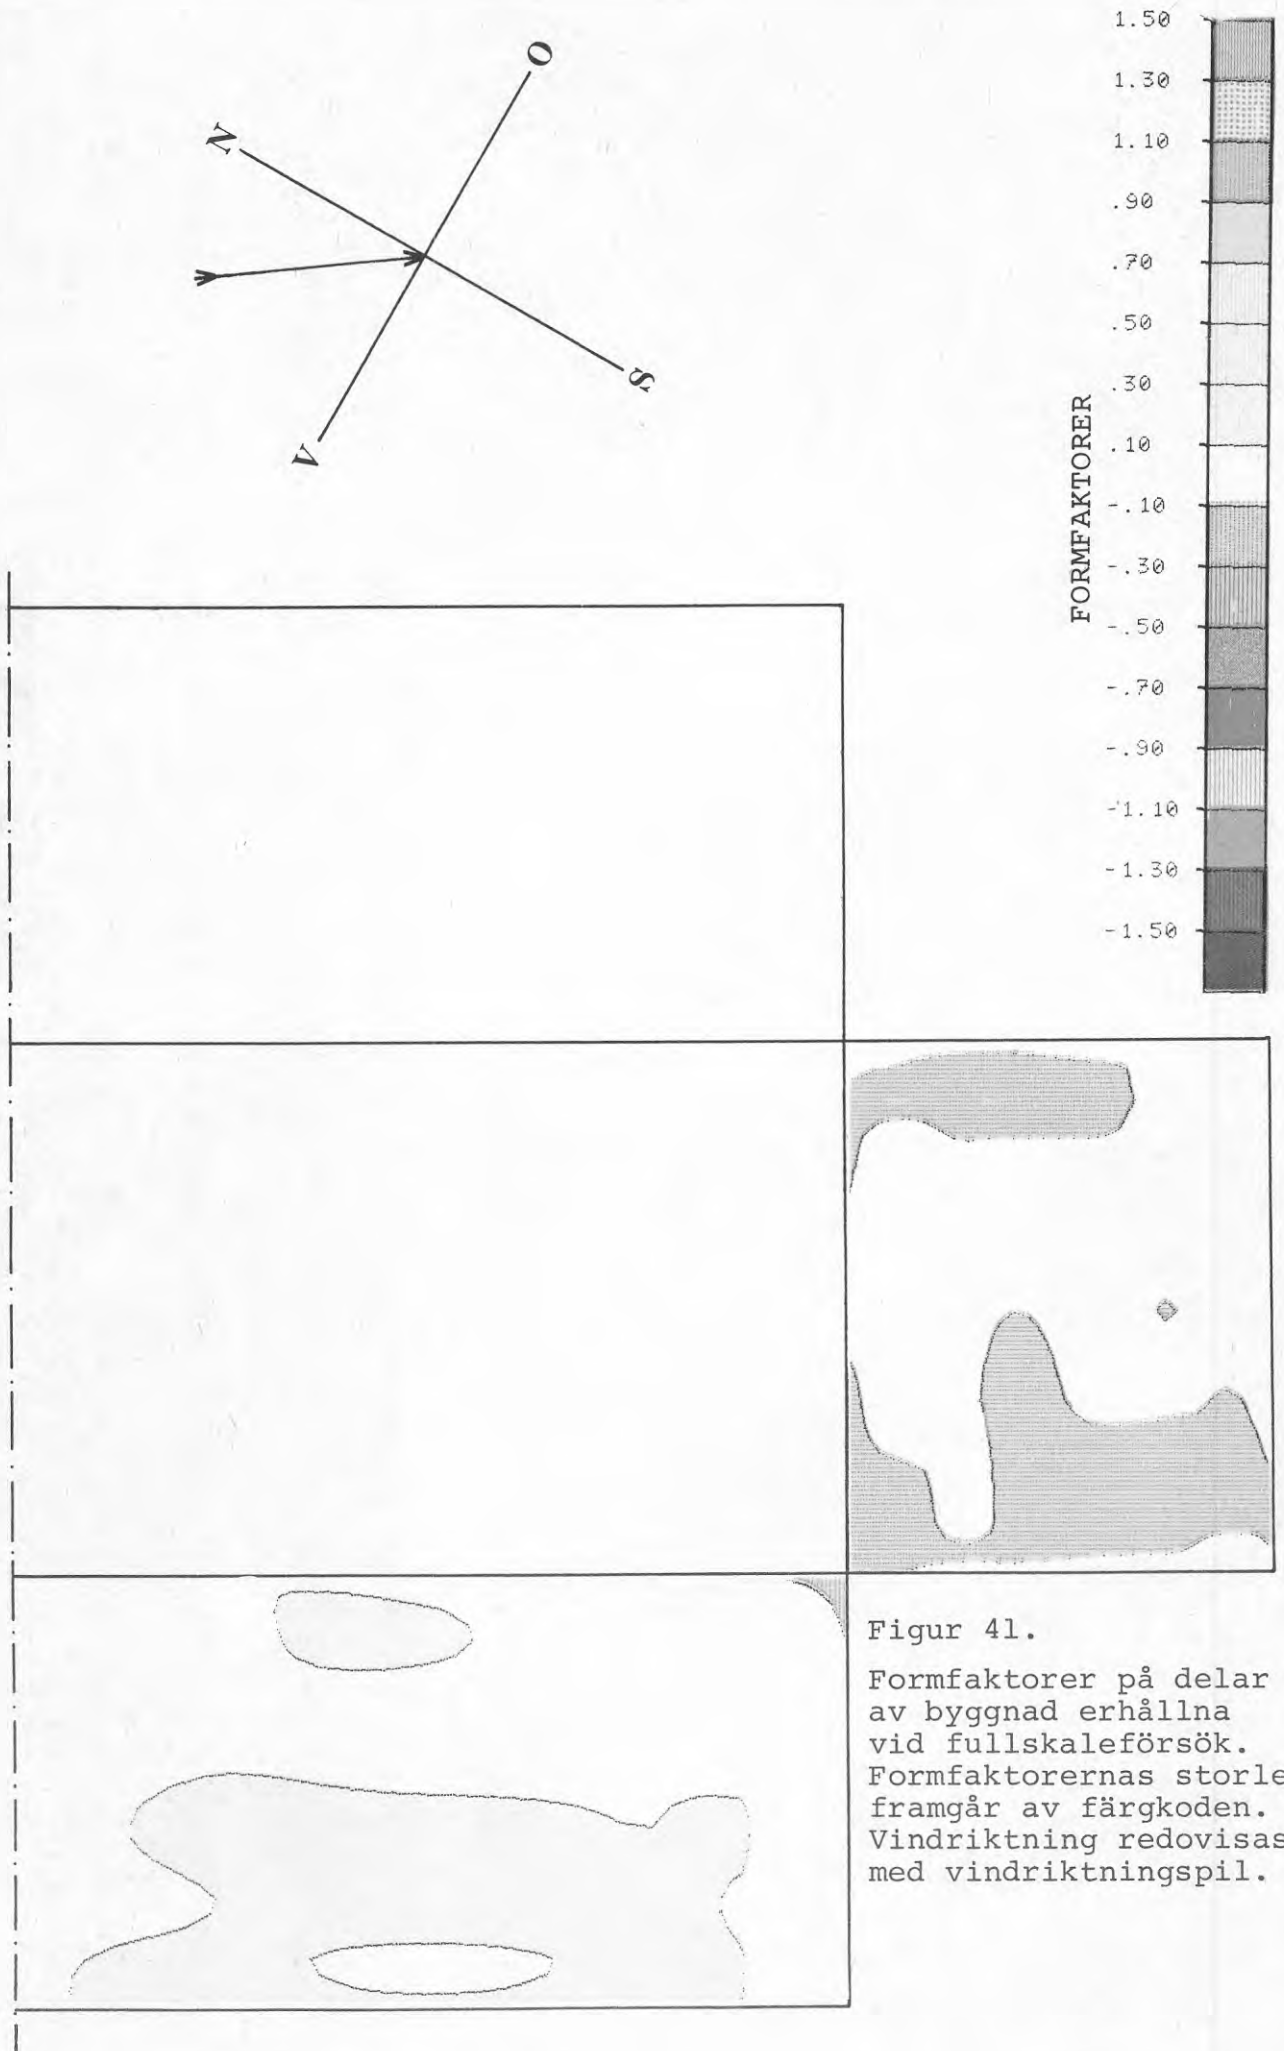 O
N
S
V
FORMFAKTORER
1.50
1.30
1.10
.90
.70
.50
.30
.10
-.10
-.30
-.50
-.70
-.90
-1.10
-1.30
-1.50
Figur 41.
Formfaktorer på delar
av byggnad erhållna
vid fullskaleförsök.
Formfaktorernas storle
framgår av färgkoden.
Vindriktning redovisas
med vindriktningspil.